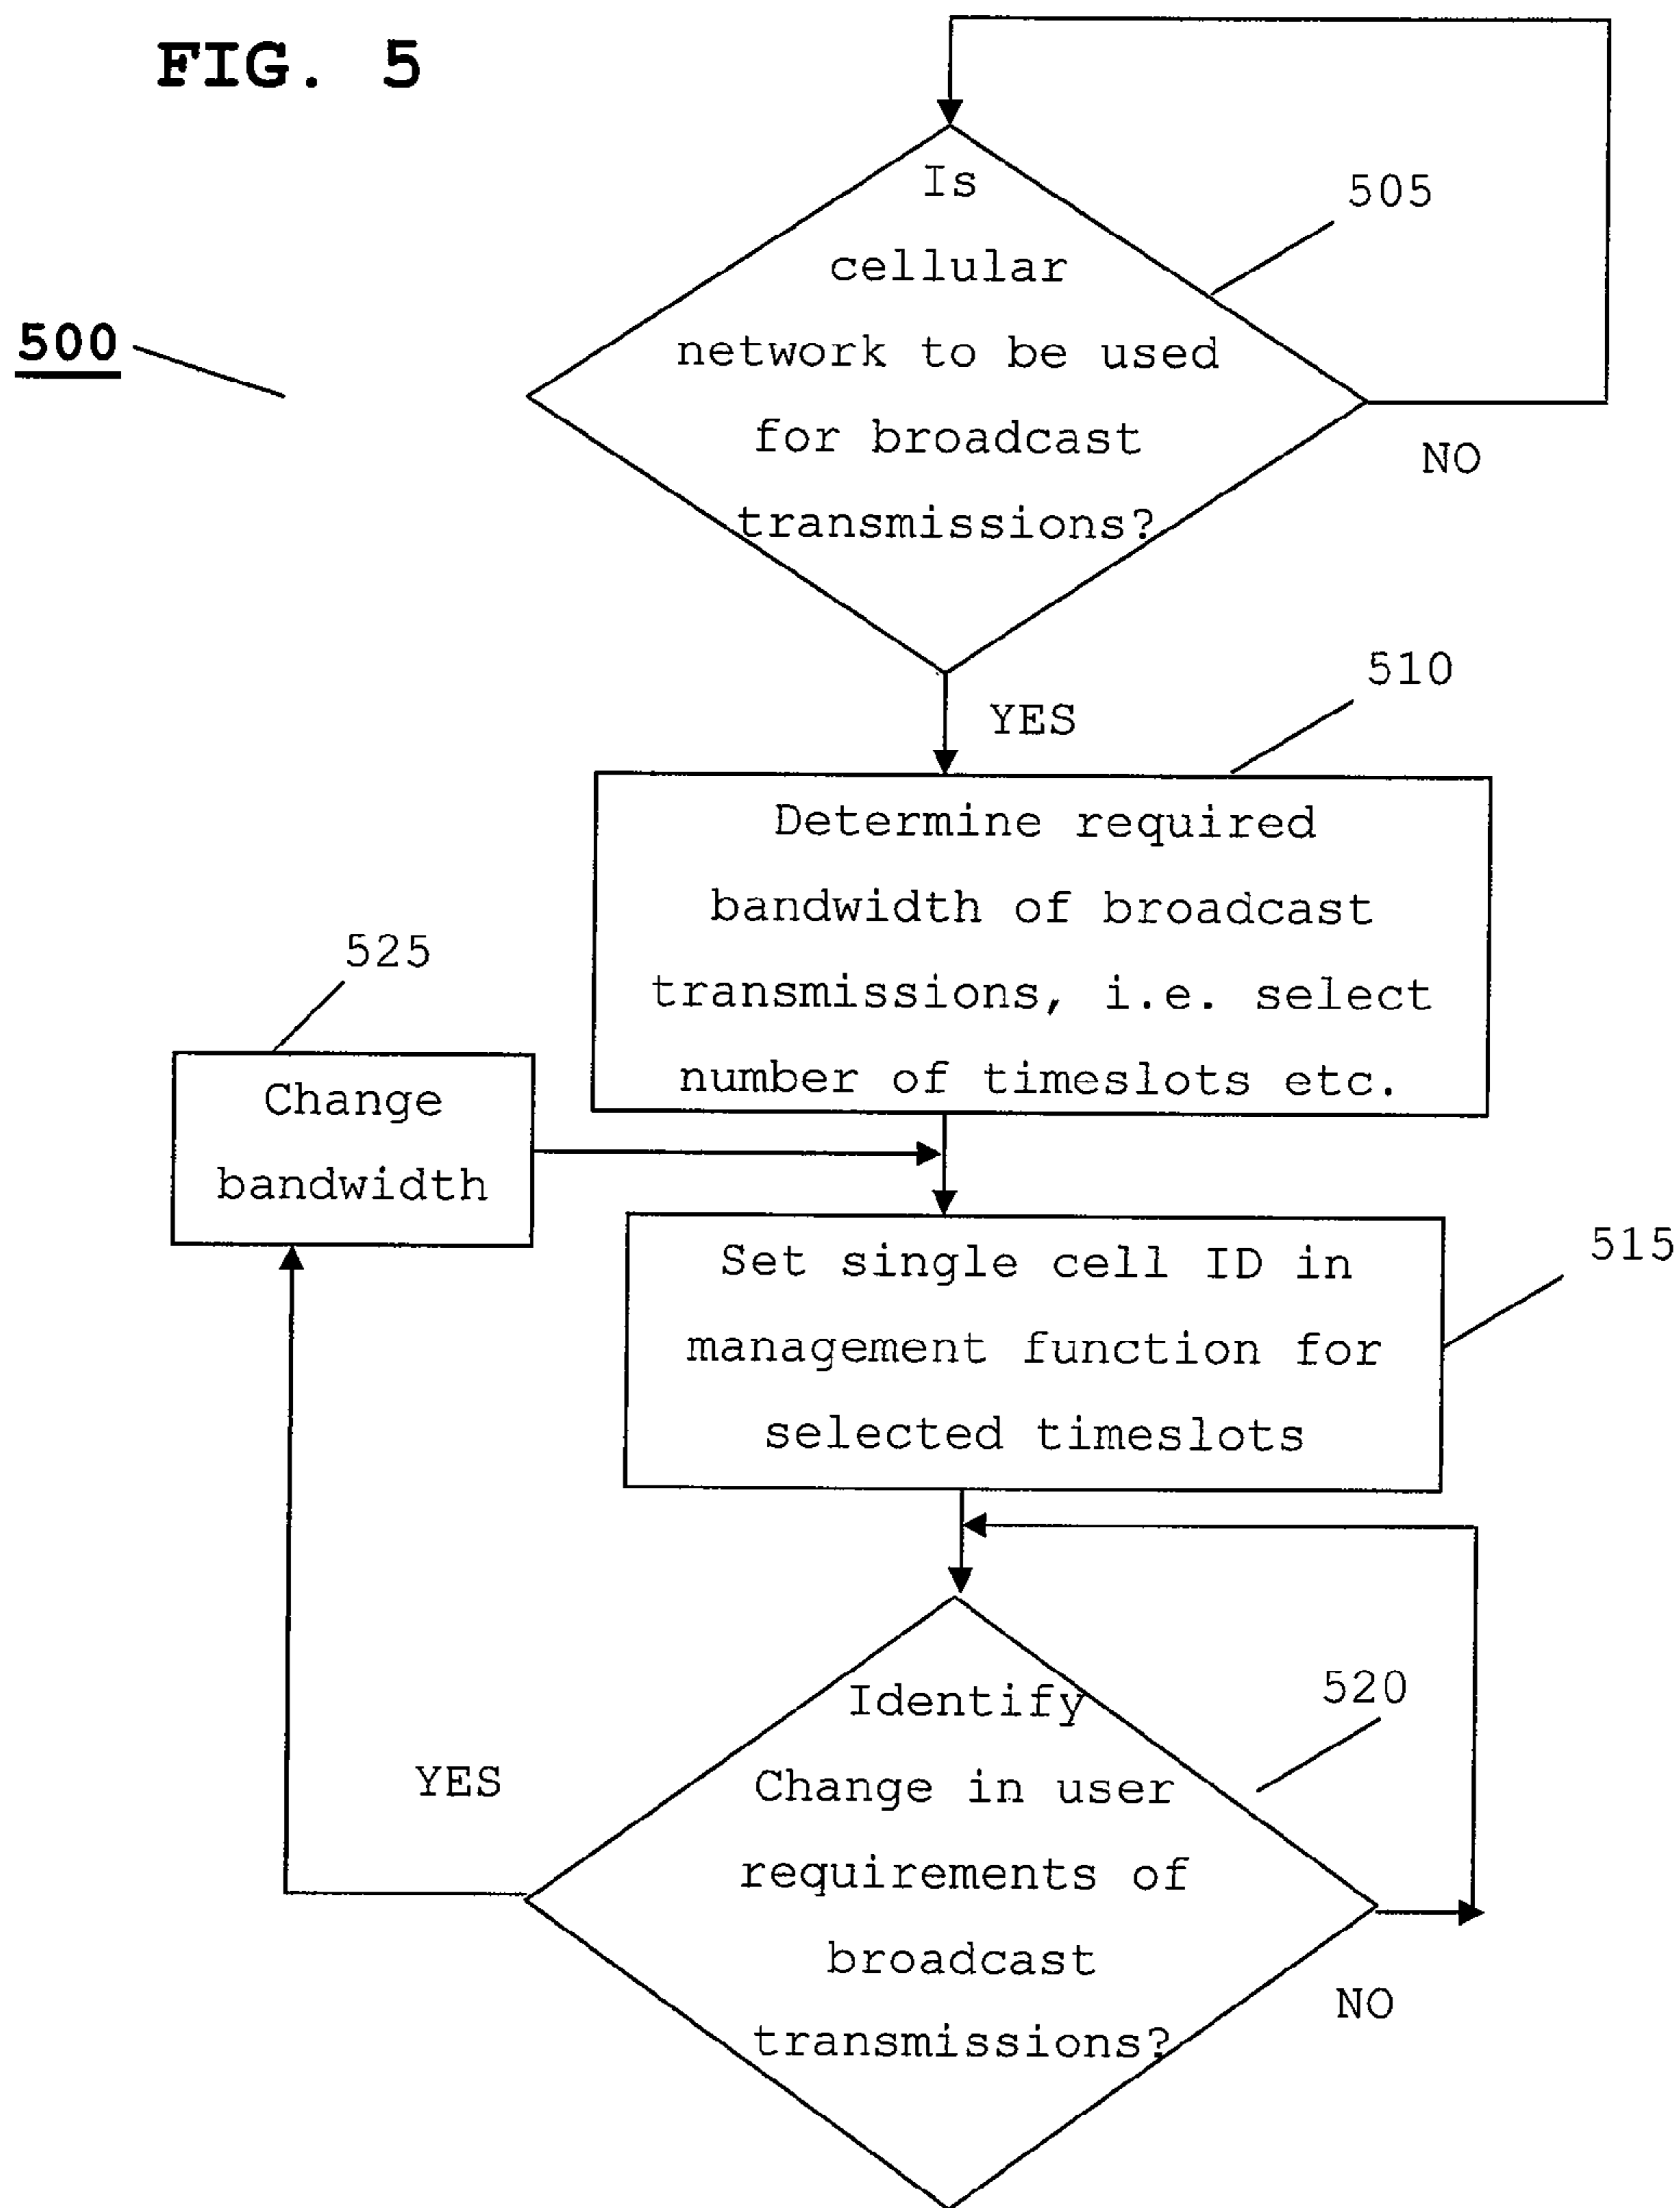 FIG. 5
500
Is
cellular
network to be used
for broadcast
transmissions?
505
NO
YES
510
Determine required
bandwidth of broadcast
transmissions, i.e. select
number of timeslots etc.
525
Change
bandwidth
Set single cell ID in
management function for
selected timeslots
515
Identify
Change in user
requirements of
broadcast
transmissions?
520
YES
NO